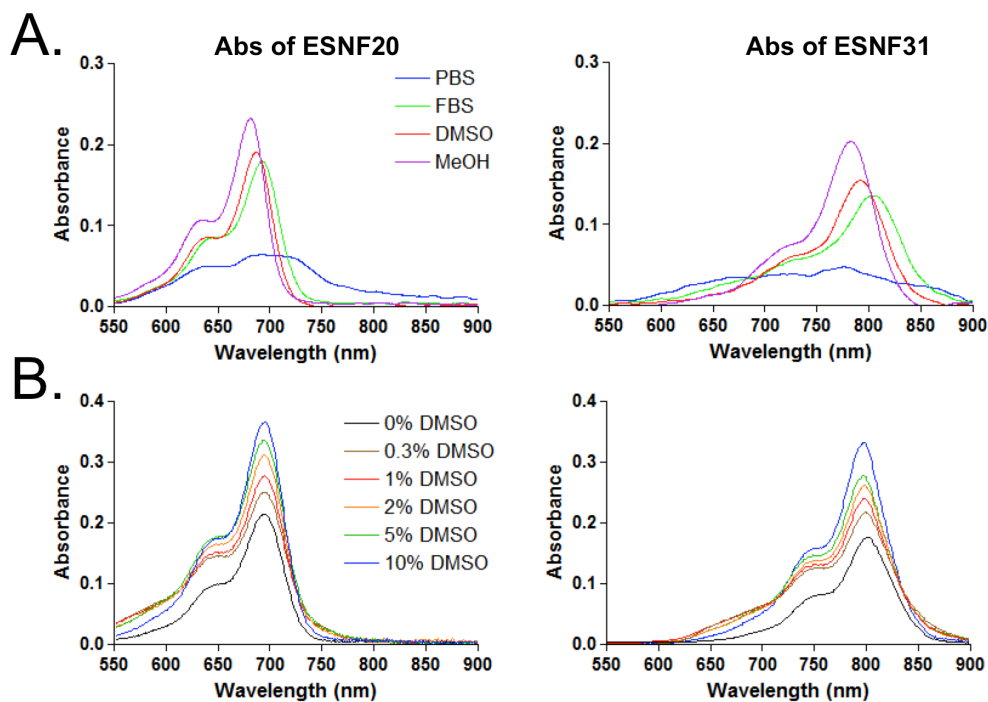 A.
Abs of ESNF20
Abs of ESNF31
0.3
0.2
0.1
0.0
Absorbance
550 600 650 700 750 800 850 900
Wavelength (nm)
PBS
FBS
DMSO
MeOH
0.3
0.2
0.1
0.0
Absorbance
550 600 650 700 750 800 850 900
Wavelength (nm)
B.
0.4
0.3
0.2
0.1
0.0
Absorbance
550 600 650 700 750 800 850 900
Wavelength (nm)
0% DMSO
0.3% DMSO
1% DMSO
2% DMSO
5% DMSO
10% DMSO
0.4
0.3
0.2
0.1
0.0
Absorbance
550 600 650 700 750 800 850 900
Wavelength (nm)